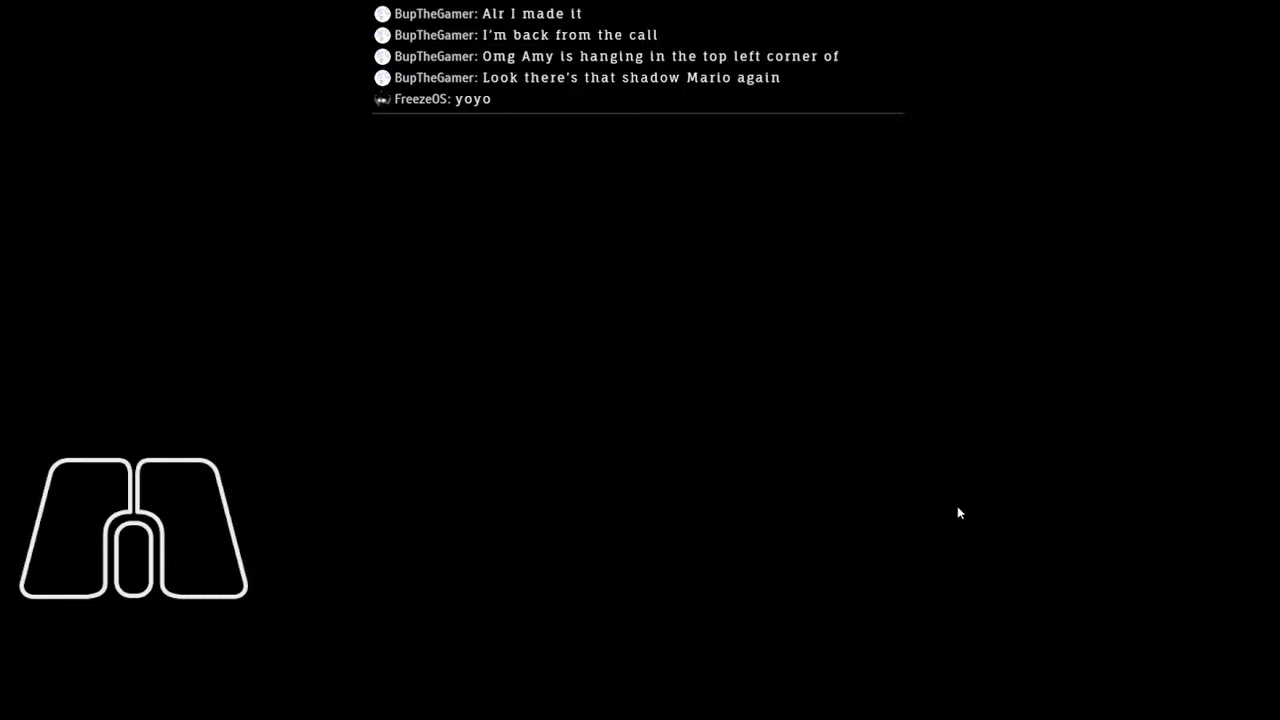 BupTheGamer: Alr I made it
BupTheGamer: I'm back from the call
BupTheGamer: Omg Amy is hanging in the top left corner of
BupTheGamer: Look there's that shadow Mario again
FreezeOS: yoyo